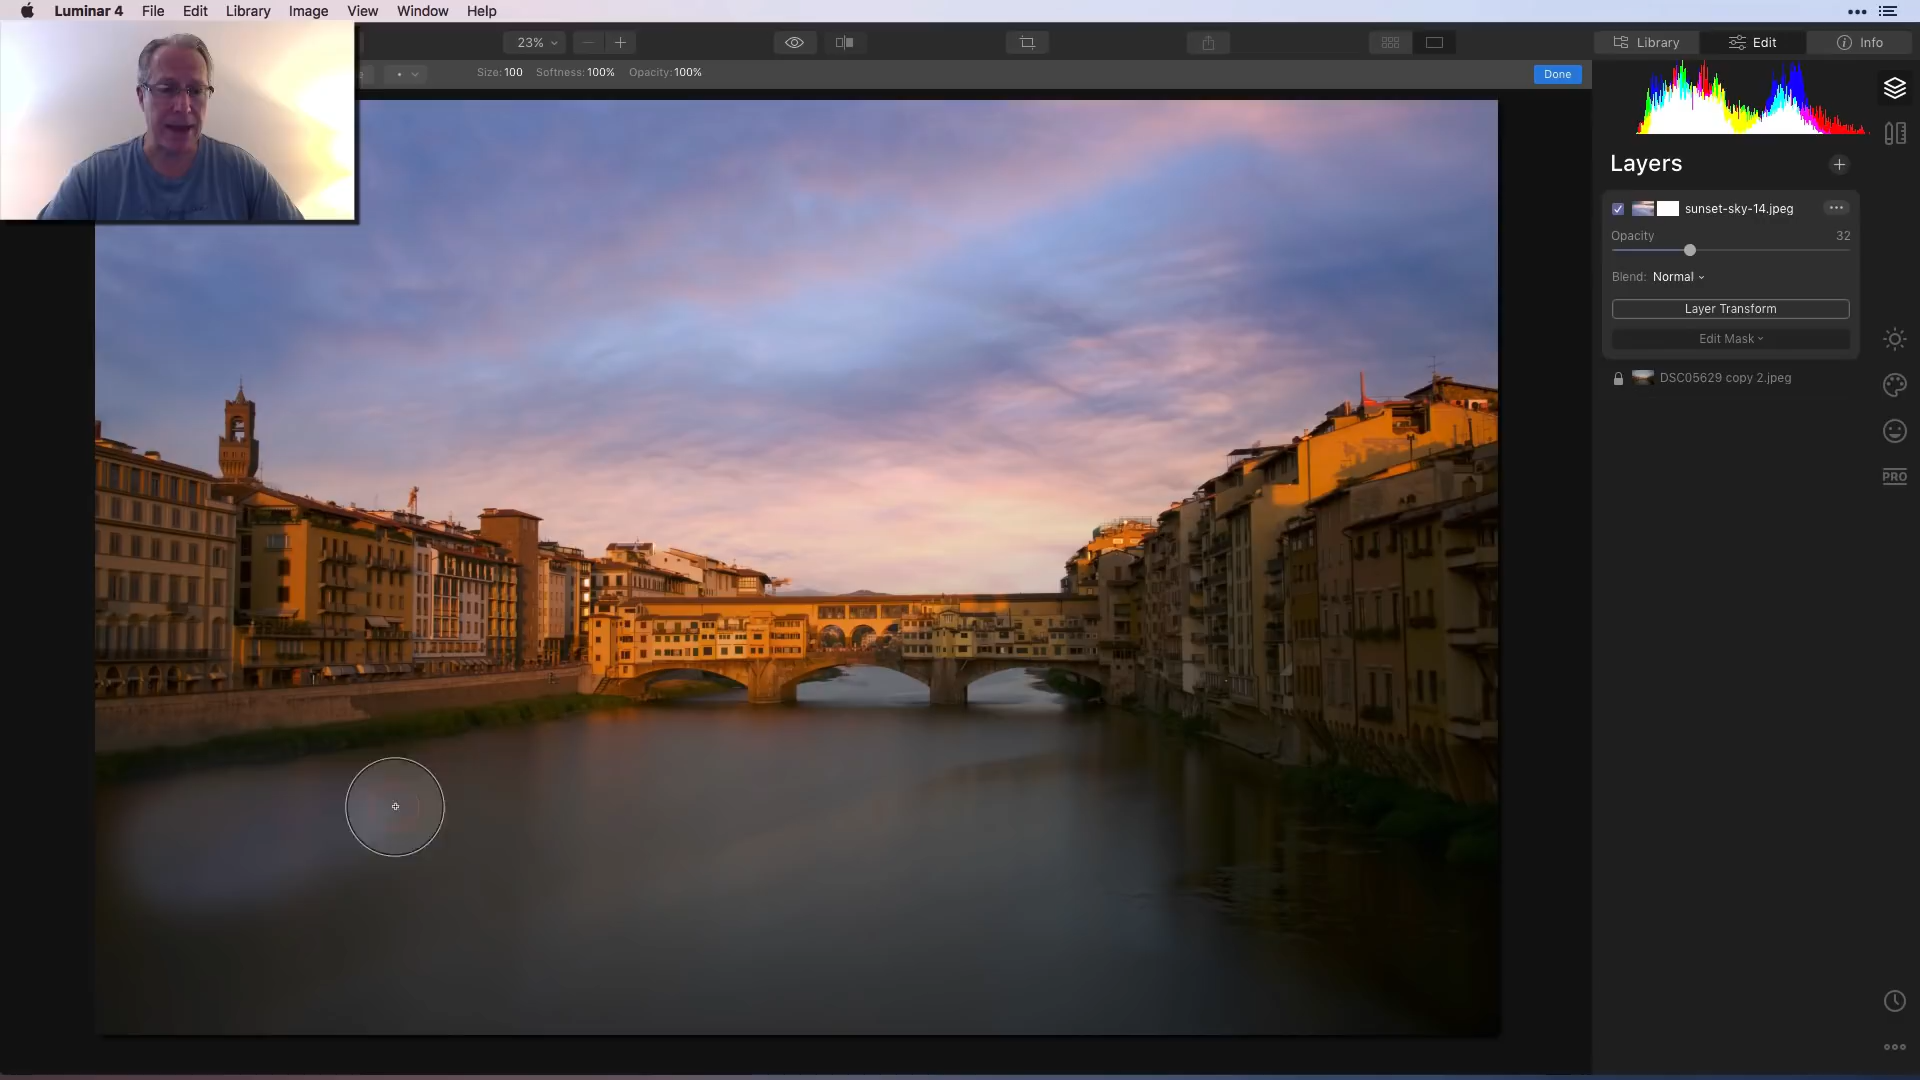 Luminar 4 File Edit Library Image View Window Help
23%
Library Edit Info
Size: 100 Softness: 100% Opacity: 100%
Done
Layers
sunset-sky-14.jpeg
Opacity 32
Blend: Normal
Layer Transform
Edit Mask
DSC05629 copy 2.jpeg
PRO